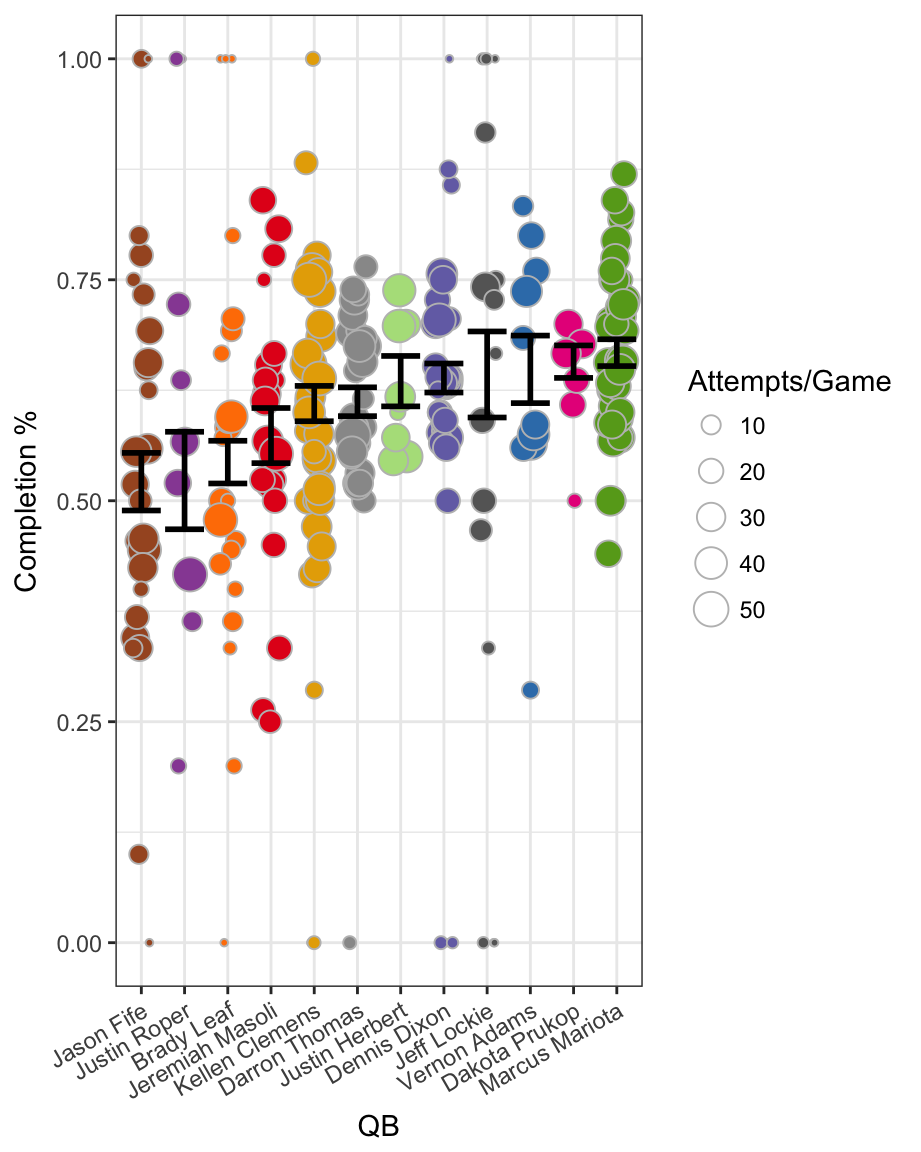 1.00
0.75
0.50
0.25
0.00
Completion %
Jason Fife
Justin Roper
Brady Leaf
Jeremiah Masoli
Kellen Clemens
Darron Thomas
Justin Herbert
Dennis Dixon
Jeff Lockie
Vernon Adams
Dakota Prukop
Marcus Mariota
QB
Attempts/Game
10
20
30
40
50